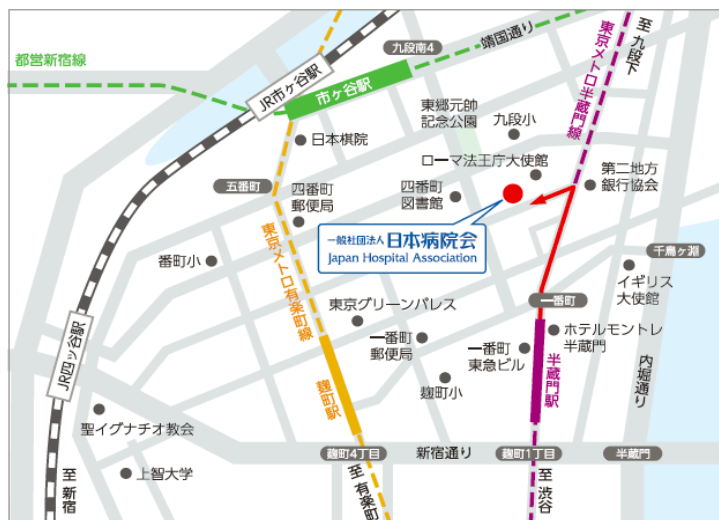 都営新宿線
JR市ヶ谷駅
市ヶ谷駅
九段南4
靖国通り
至 九段下
東京メトロ半蔵門線
日本棋院
東郷元帥
記念公園
九段小
ローマ法王庁大使館
第二地方
銀行協会
五番町
四番町
郵便局
四番町
図書館
一般社団法人 日本病院会
Japan Hospital Association
千鳥ヶ淵
番町小
東京メトロ有楽町線
イギリス
大使館
東京グリーンパレス
一番町
ホテルモントレ
半蔵門
一番町
郵便局
一番町
東急ビル
半蔵門駅
内堀通り
JR四ッ谷駅
麹町駅
麹町小
聖イグナチオ教会
麹町4丁目
新宿通り
麹町1丁目
半蔵門
上智大学
至 新宿
至 有楽町
至 渋谷